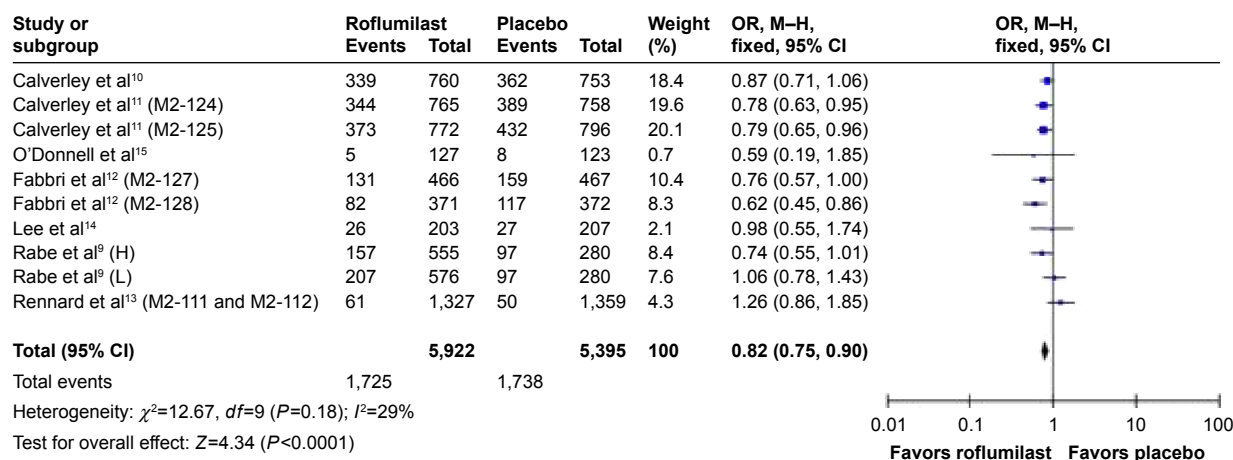 Study or subgroup Roflumilast Placebo Weight (%) OR, M–H, fixed, 95% CI OR, M–H, fixed, 95% CI
Events Total Events Total
Calverley et al¹⁰ 339 760 362 753 18.4 0.87 (0.71, 1.06)
Calverley et al¹¹ (M2-124) 344 765 389 758 19.6 0.78 (0.63, 0.95)
Calverley et al¹¹ (M2-125) 373 772 432 796 20.1 0.79 (0.65, 0.96)
O’Donnell et al¹⁵ 5 127 8 123 0.7 0.59 (0.19, 1.85)
Fabbri et al¹² (M2-127) 131 466 159 467 10.4 0.76 (0.57, 1.00)
Fabbri et al¹² (M2-128) 82 371 117 372 8.3 0.62 (0.45, 0.86)
Lee et al¹⁴ 26 203 27 207 2.1 0.98 (0.55, 1.74)
Rabe et al⁹ (H) 157 555 97 280 8.4 0.74 (0.55, 1.01)
Rabe et al⁹ (L) 207 576 97 280 7.6 1.06 (0.78, 1.43)
Rennard et al¹³ (M2-111 and M2-112) 61 1,327 50 1,359 4.3 1.26 (0.86, 1.85)
Total (95% CI) 5,922 5,395 100 0.82 (0.75, 0.90)
Total events 1,725 1,738
Heterogeneity: χ²=12.67, df=9 (P=0.18); I²=29%
Test for overall effect: Z=4.34 (P<0.0001)
0.01 0.1 1 10 100
Favors roflumilast Favors placebo